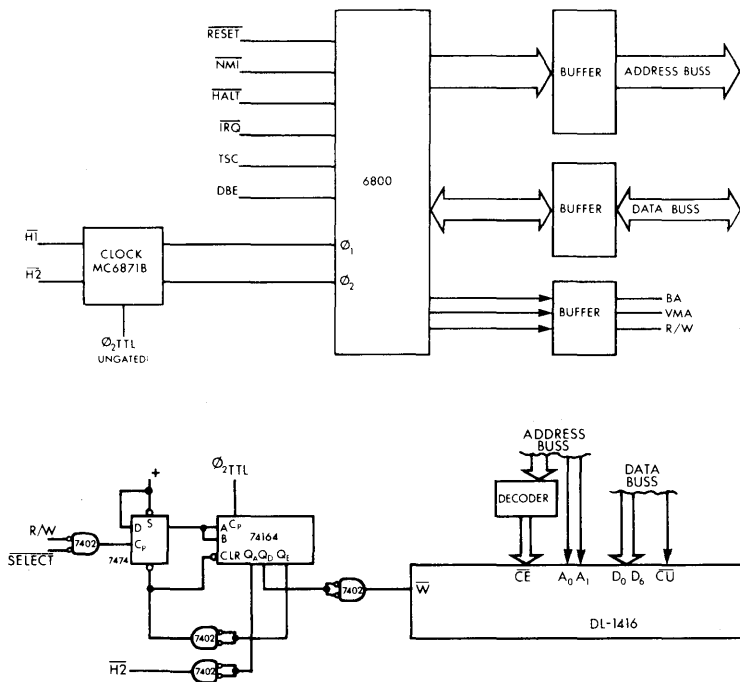 RESET
NMI
HALT
IRQ
TSC
DBE
6800
BUFFER
ADDRESS BUSS
BUFFER
DATA BUSS
H1
H2
CLOCK
MC6871B
Ø1
Ø2
Ø2TTL
UNGATED:
BUFFER
BA
VMA
R/W
ADDRESS
BUSS
DATA
BUSS
DECODER
Ø2TTL
+
R/W
SELECT
7402
D S
CP
7474
A CP
B
74164
CLR QA QD QE
7402
W
CE A0 A1 D0 D6 CU
DL-1416
7402
H2
7402